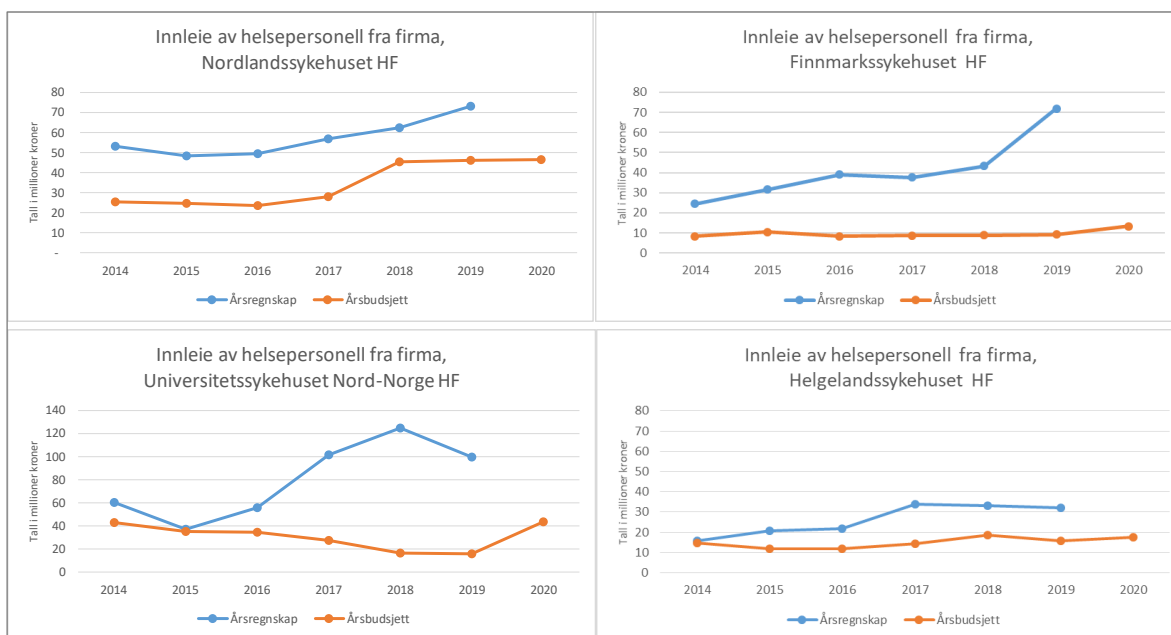 Innleie av helsepersonell fra firma,
Nordlandssykehuset HF
Tall i millioner kroner
80
70
60
50
40
30
20
10
-
2014 2015 2016 2017 2018 2019 2020
Årsregnskap Årsbudsjett
Innleie av helsepersonell fra firma,
Finnmarkssykehuset HF
Tall i millioner kroner
80
70
60
50
40
30
20
10
0
2014 2015 2016 2017 2018 2019 2020
Årsregnskap Årsbudsjett
Innleie av helsepersonell fra firma,
Universitetssykehuset Nord-Norge HF
Tall i millioner kroner
140
120
100
80
60
40
20
0
2014 2015 2016 2017 2018 2019 2020
Årsregnskap Årsbudsjett
Innleie av helsepersonell fra firma,
Helgelandssykehuset HF
Tall i millioner kroner
80
70
60
50
40
30
20
10
0
2014 2015 2016 2017 2018 2019 2020
Årsregnskap Årsbudsjett